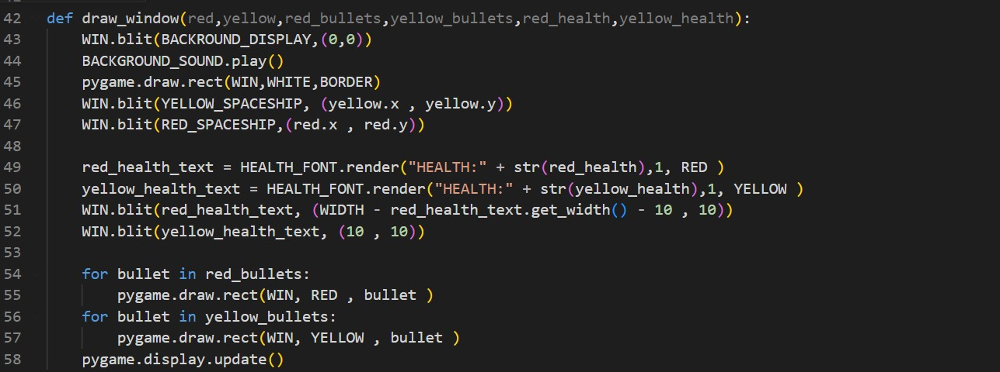 42 def draw_window(red,yellow,red_bullets,yellow_bullets,red_health,yellow_health):
43     WIN.blit(BACKROUND_DISPLAY,(0,0))
44     BACKGROUND_SOUND.play()
45     pygame.draw.rect(WIN,WHITE,BORDER)
46     WIN.blit(YELLOW_SPACESHIP, (yellow.x , yellow.y))
47     WIN.blit(RED_SPACESHIP,(red.x , red.y))
48
49     red_health_text = HEALTH_FONT.render("HEALTH:" + str(red_health),1, RED )
50     yellow_health_text = HEALTH_FONT.render("HEALTH:" + str(yellow_health),1, YELLOW )
51     WIN.blit(red_health_text, (WIDTH - red_health_text.get_width() - 10 , 10))
52     WIN.blit(yellow_health_text, (10 , 10))
53
54     for bullet in red_bullets:
55         pygame.draw.rect(WIN, RED , bullet )
56     for bullet in yellow_bullets:
57         pygame.draw.rect(WIN, YELLOW , bullet )
58     pygame.display.update()